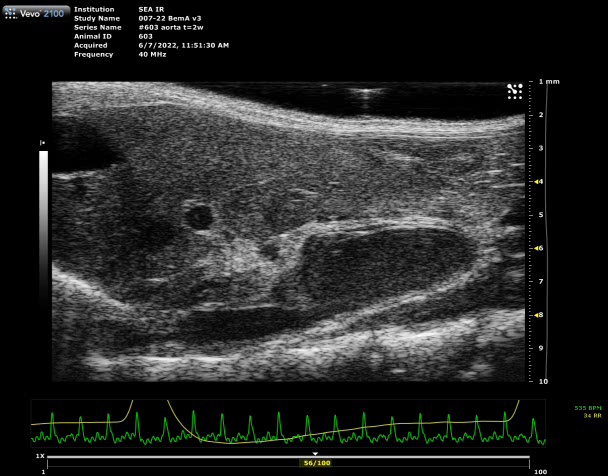 Vevo 2100
Institution SEA IR
Study Name 007-22 BemA v3
Series Name #603 aorta t=2w
Animal ID 603
Acquired 6/7/2022, 11:51:30 AM
Frequency 40 MHz
1 mm
2
3
4
5
6
7
8
9
10
535 BPM
34 RR
1X
56/100
1 100